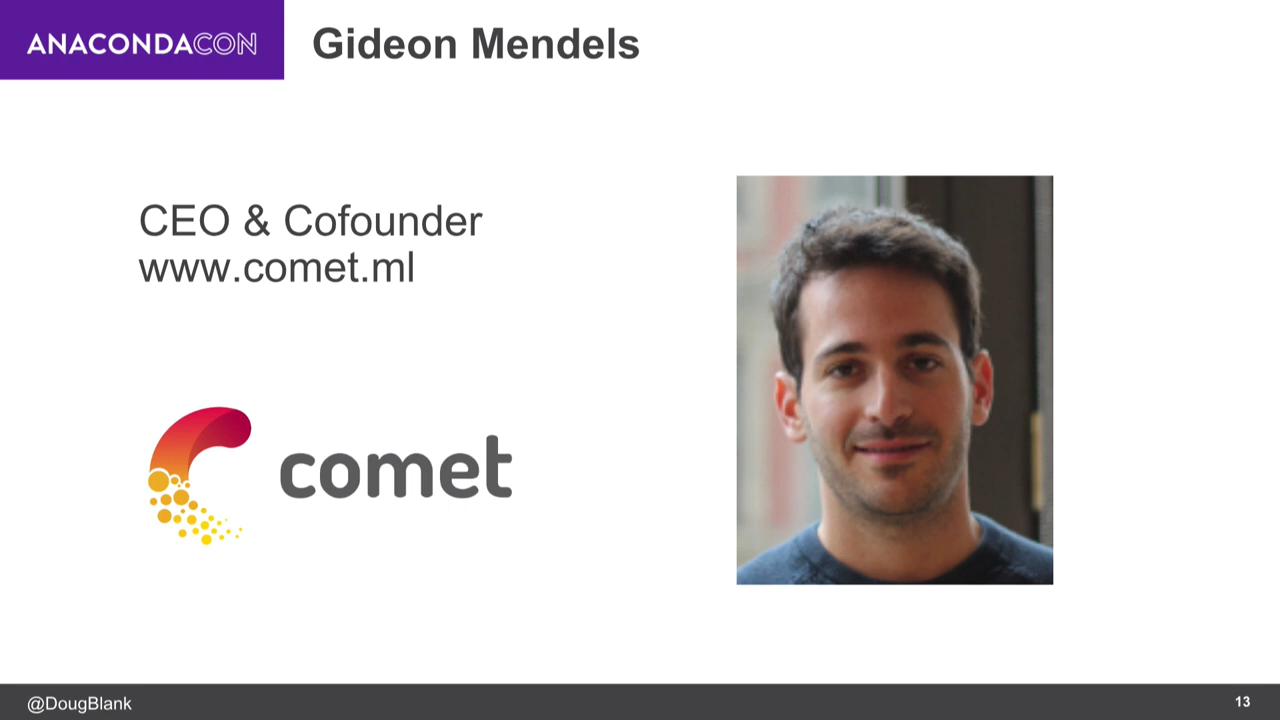 ANACONDACON
Gideon Mendels
CEO & Cofounder
www.comet.ml
comet
@DougBlank
13